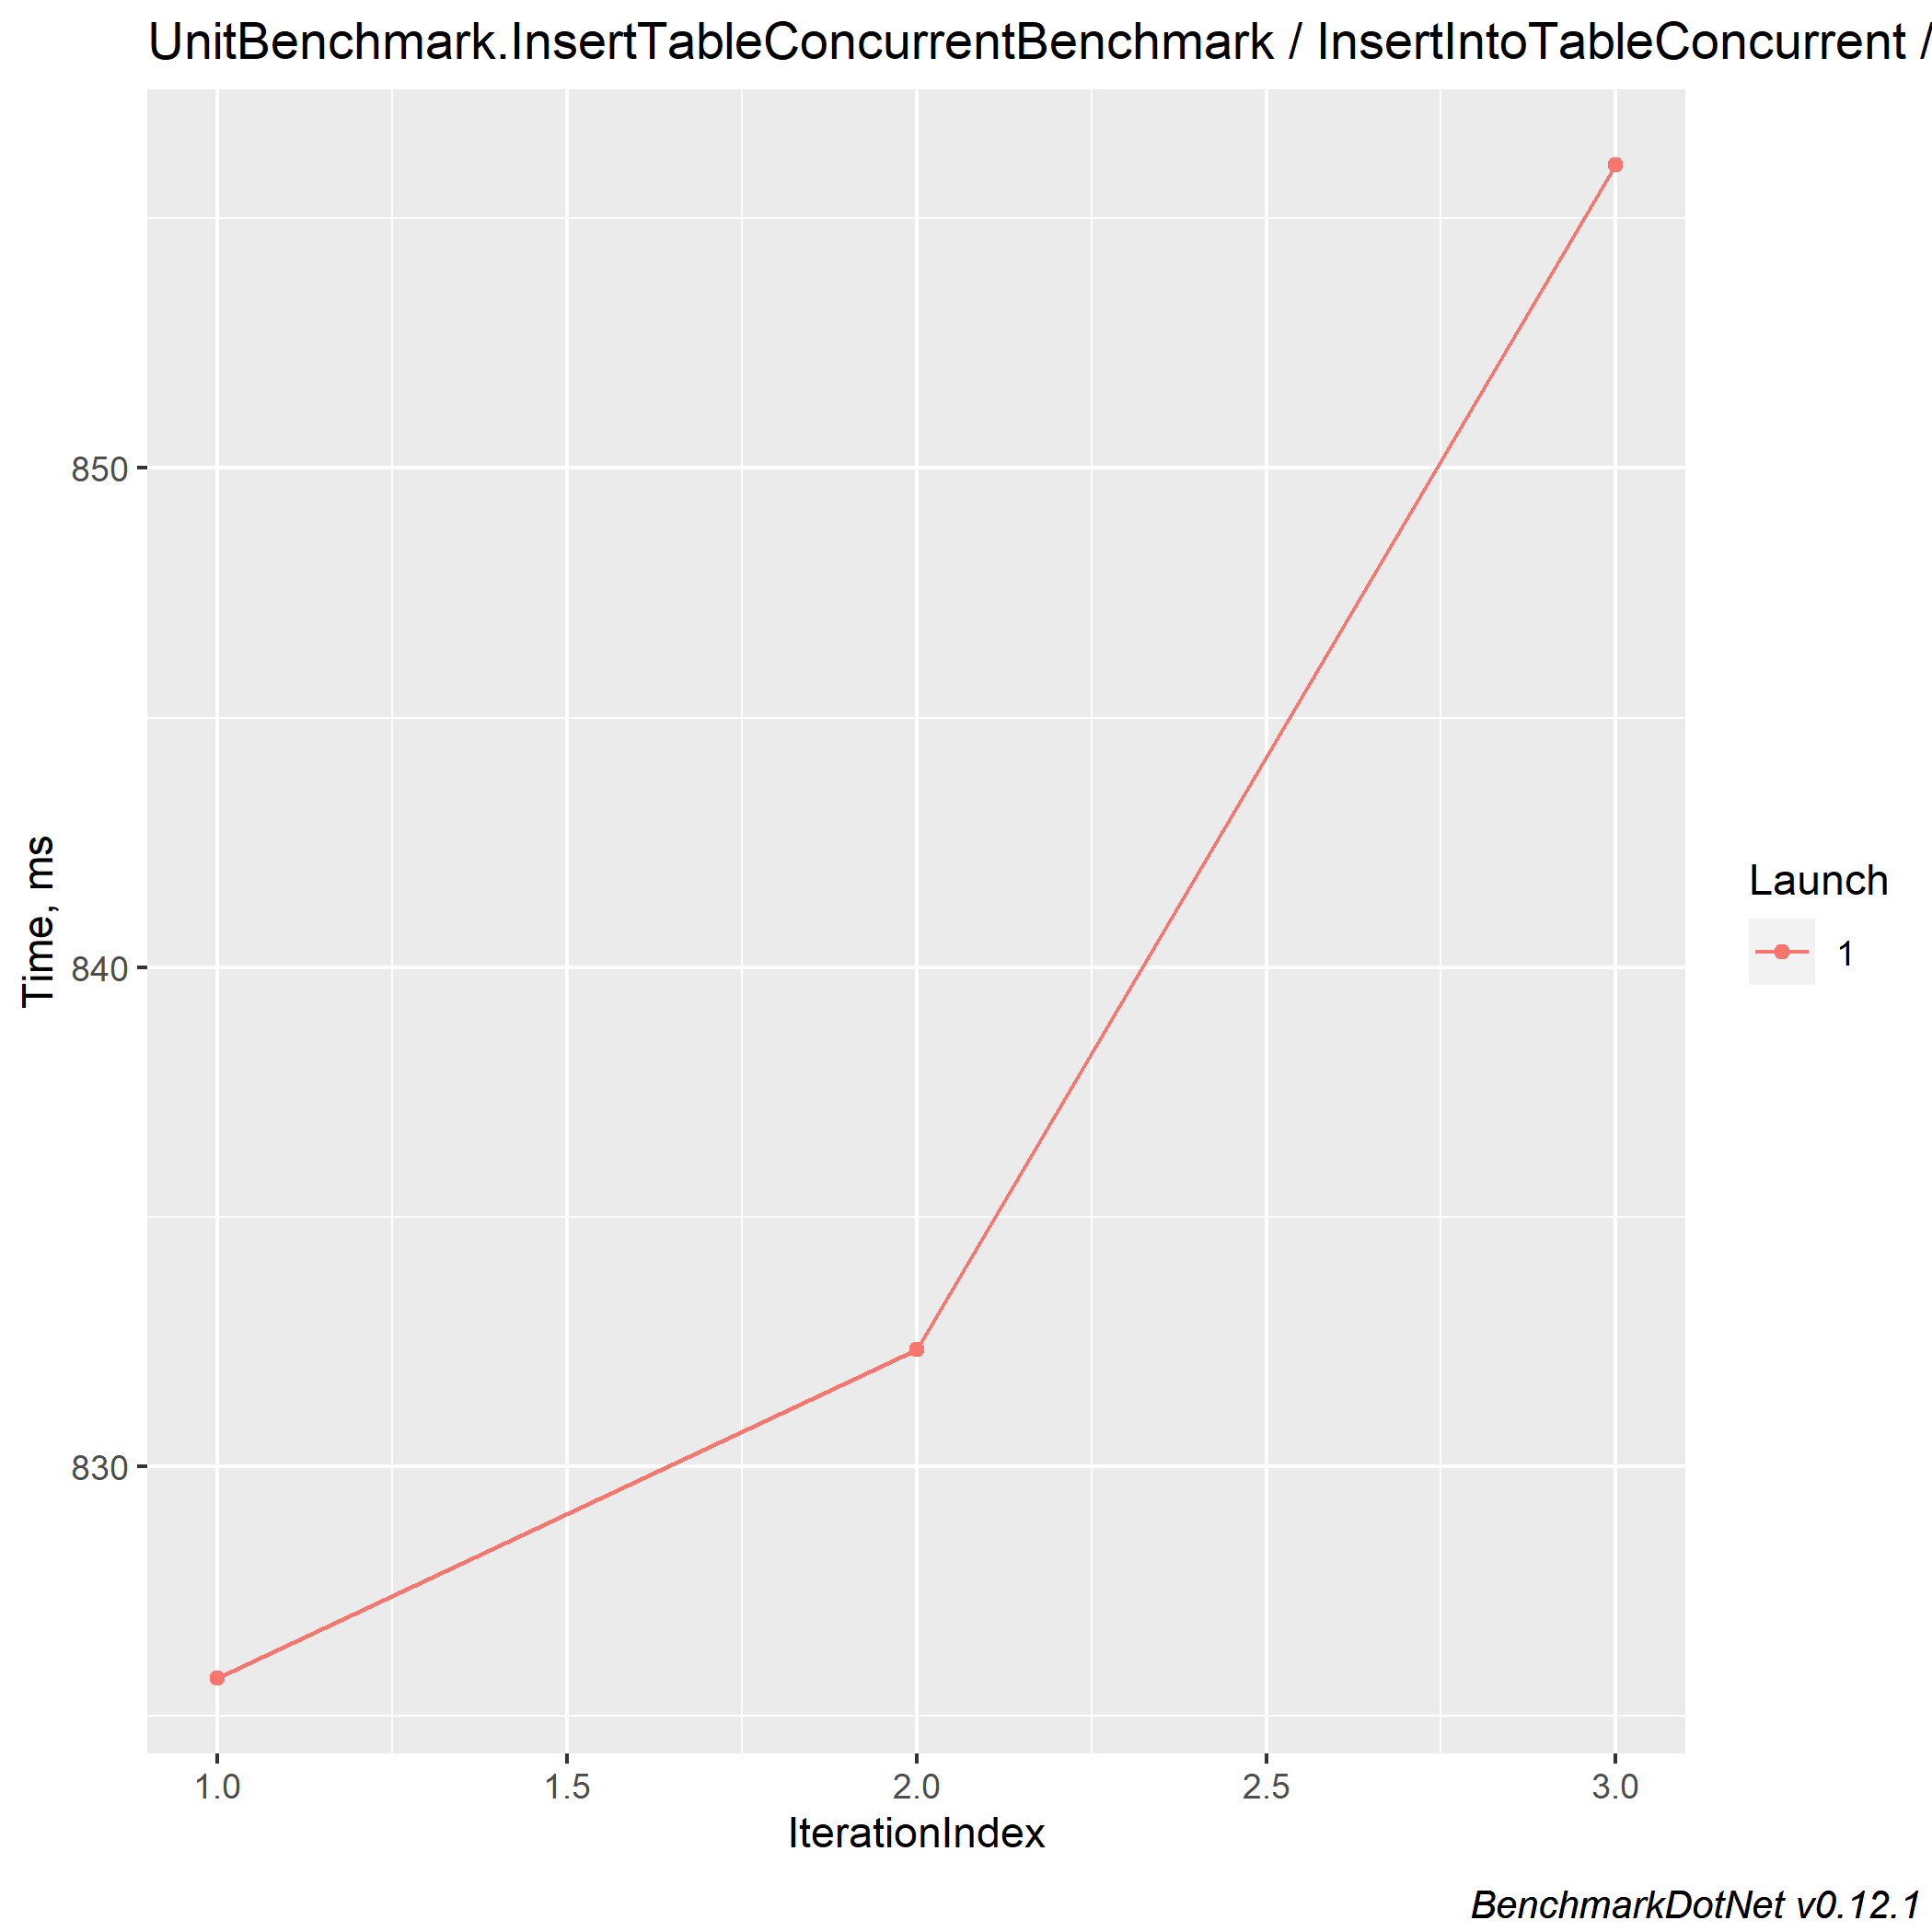 UnitBenchmark.InsertTableConcurrentBenchmark / InsertIntoTableConcurrent /
850
840
830
Time, ms
Launch
1
1.0 1.5 2.0 2.5 3.0
IterationIndex
BenchmarkDotNet v0.12.1